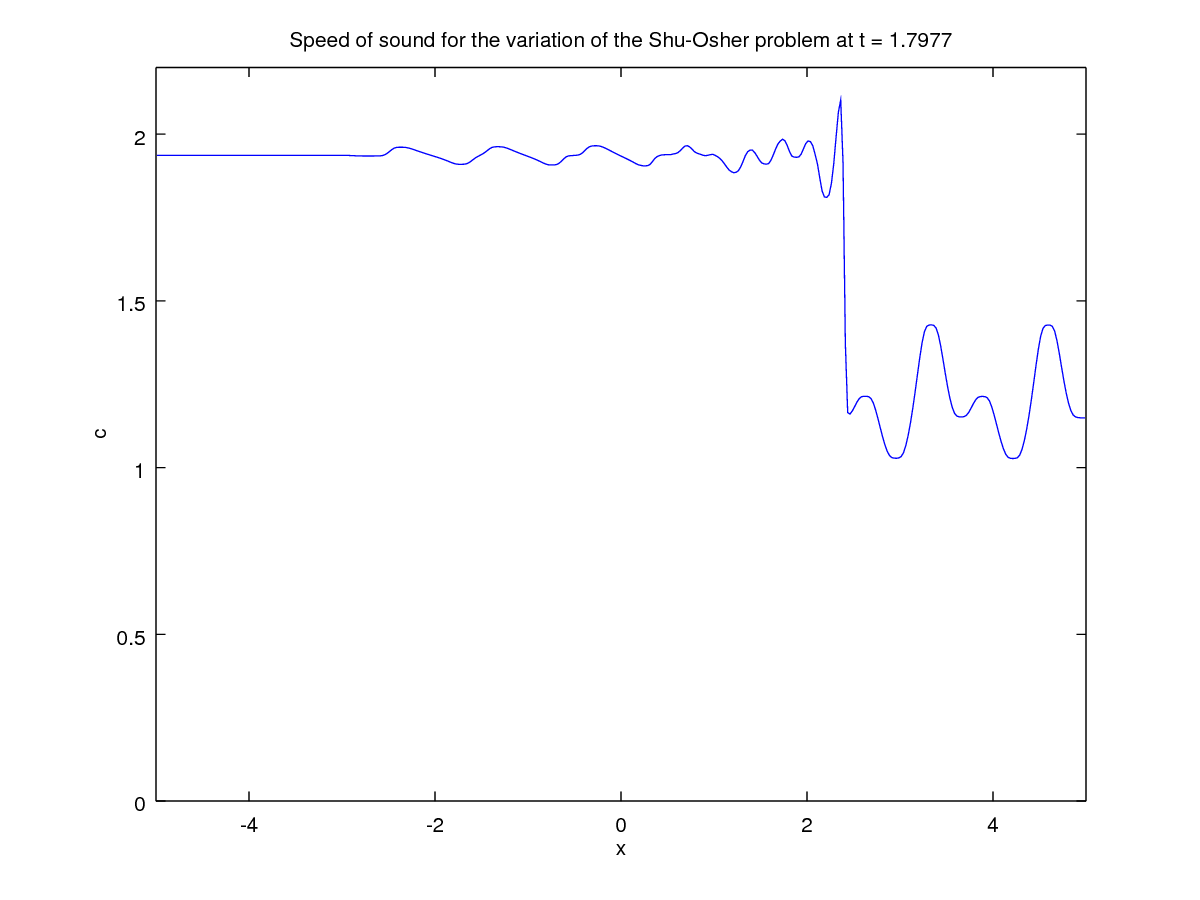 Speed of sound for the variation of the Shu-Osher problem at t = 1.7977
2
1.5
c
1
0.5
0
-4 -2 0 2 4
x